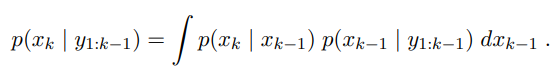 p(x_k | y_{1:k−1}) = ∫ p(x_k | x_{k−1}) p(x_{k−1} | y_{1:k−1}) dx_{k−1} .